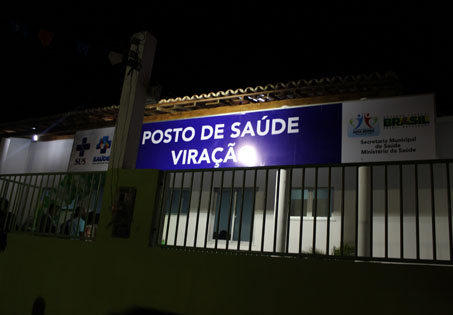 POSTO DE SAÚDE
VIRAÇÃO
SUS
SAÚDE
BRASIL
Secretaria Municipal
de Saúde
Ministério da Saúde